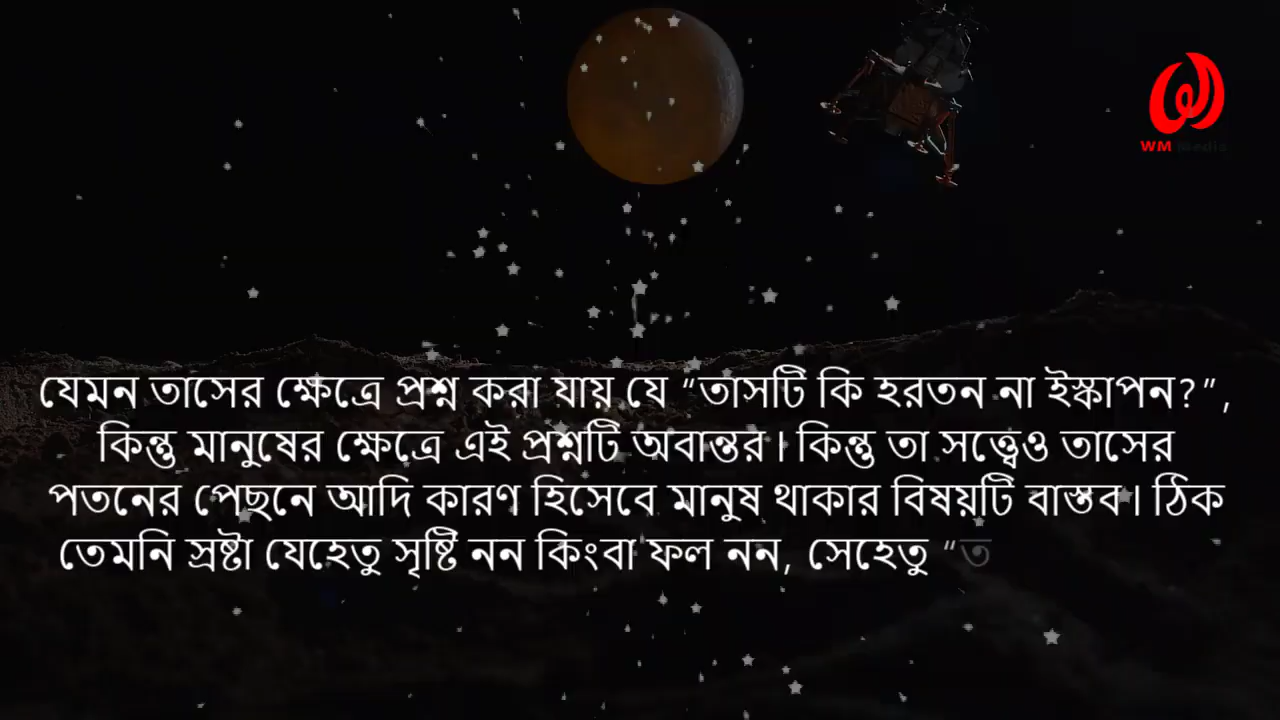 WM Media
যেমন তাসের ক্ষেত্রে প্রশ্ন করা যায় যে “তাসটি কি হরতন না ইস্কাপন?”,
কিন্তু মানুষের ক্ষেত্রে এই প্রশ্নটি অবান্তর। কিন্তু তা সত্ত্বেও তাসের
পতনের পেছনে আদি কারণ হিসেবে মানুষ থাকার বিষয়টি বাস্তব। ঠিক
তেমনি স্রষ্টা যেহেতু সৃষ্টি নন কিংবা ফল নন, সেহেতু “ত